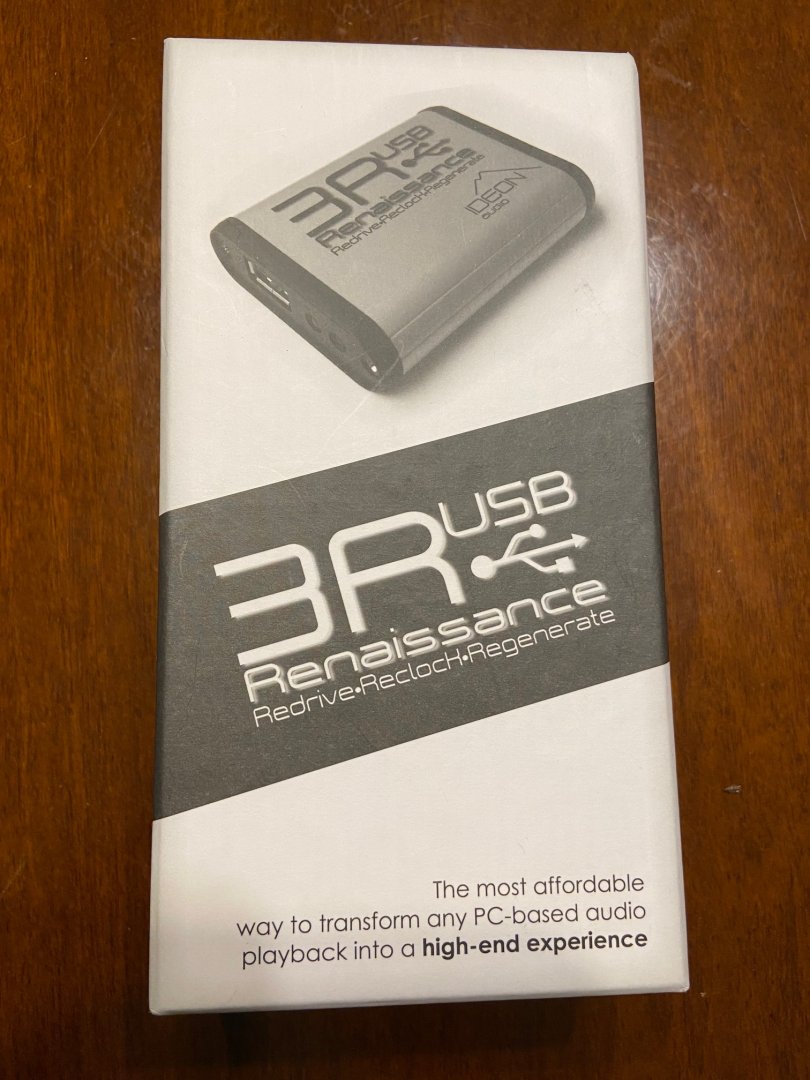 3R USB
Renaissance
Redrive•Reclock•Regenerate
IDEON
audio
3R USB
Renaissance
Redrive•Reclock•Regenerate
The most affordable
way to transform any PC-based audio
playback into a high-end experience